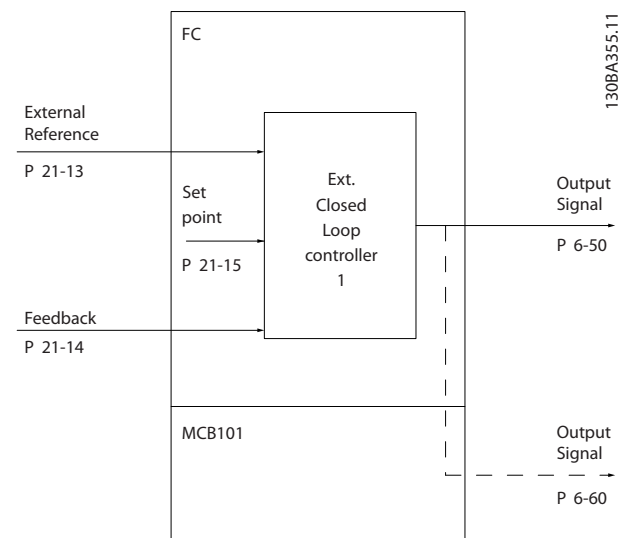 FC
130BA355.11
External
Reference
P 21-13
Set
point
P 21-15
Ext.
Closed
Loop
controller
1
Output
Signal
P 6-50
Feedback
P 21-14
MCB101
Output
Signal
P 6-60